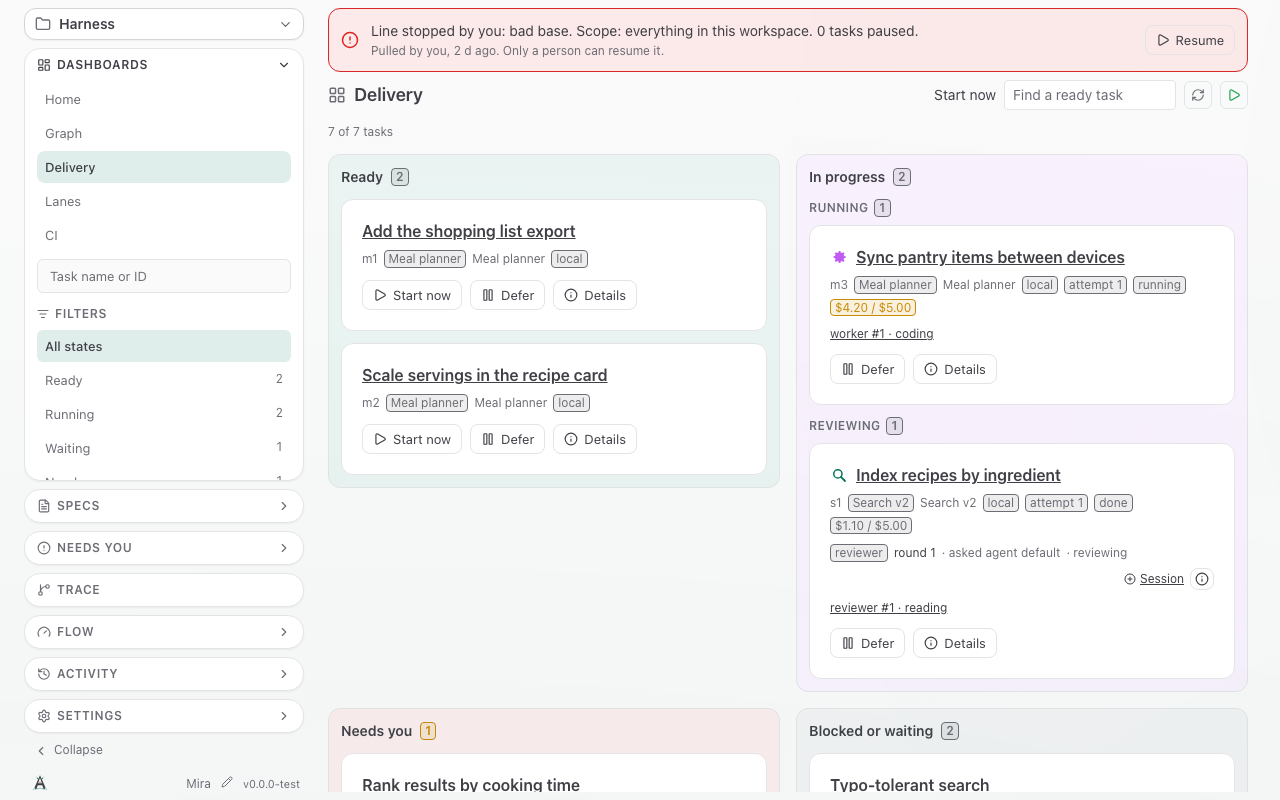 Harness
DASHBOARDS
Home
Graph
Delivery
Lanes
CI
Task name or ID
FILTERS
All states
Ready 2
Running 2
Waiting 1
SPECS
NEEDS YOU
TRACE
FLOW
ACTIVITY
SETTINGS
Collapse
Mira v0.0.0-test
Line stopped by you: bad base. Scope: everything in this workspace. 0 tasks paused.
Pulled by you, 2 d ago. Only a person can resume it.
Resume
Delivery
Start now Find a ready task
7 of 7 tasks
Ready 2
Add the shopping list export
m1 Meal planner Meal planner local
Start now Defer Details
Scale servings in the recipe card
m2 Meal planner Meal planner local
Start now Defer Details
In progress 2
RUNNING 1
Sync pantry items between devices
m3 Meal planner Meal planner local attempt 1 running
$4.20 / $5.00
worker #1 · coding
Defer Details
REVIEWING 1
Index recipes by ingredient
s1 Search v2 Search v2 local attempt 1 done
$1.10 / $5.00
reviewer round 1 · asked agent default · reviewing
Session
reviewer #1 · reading
Defer Details
Needs you 1
Rank results by cooking time
Blocked or waiting 2
Typo-tolerant search